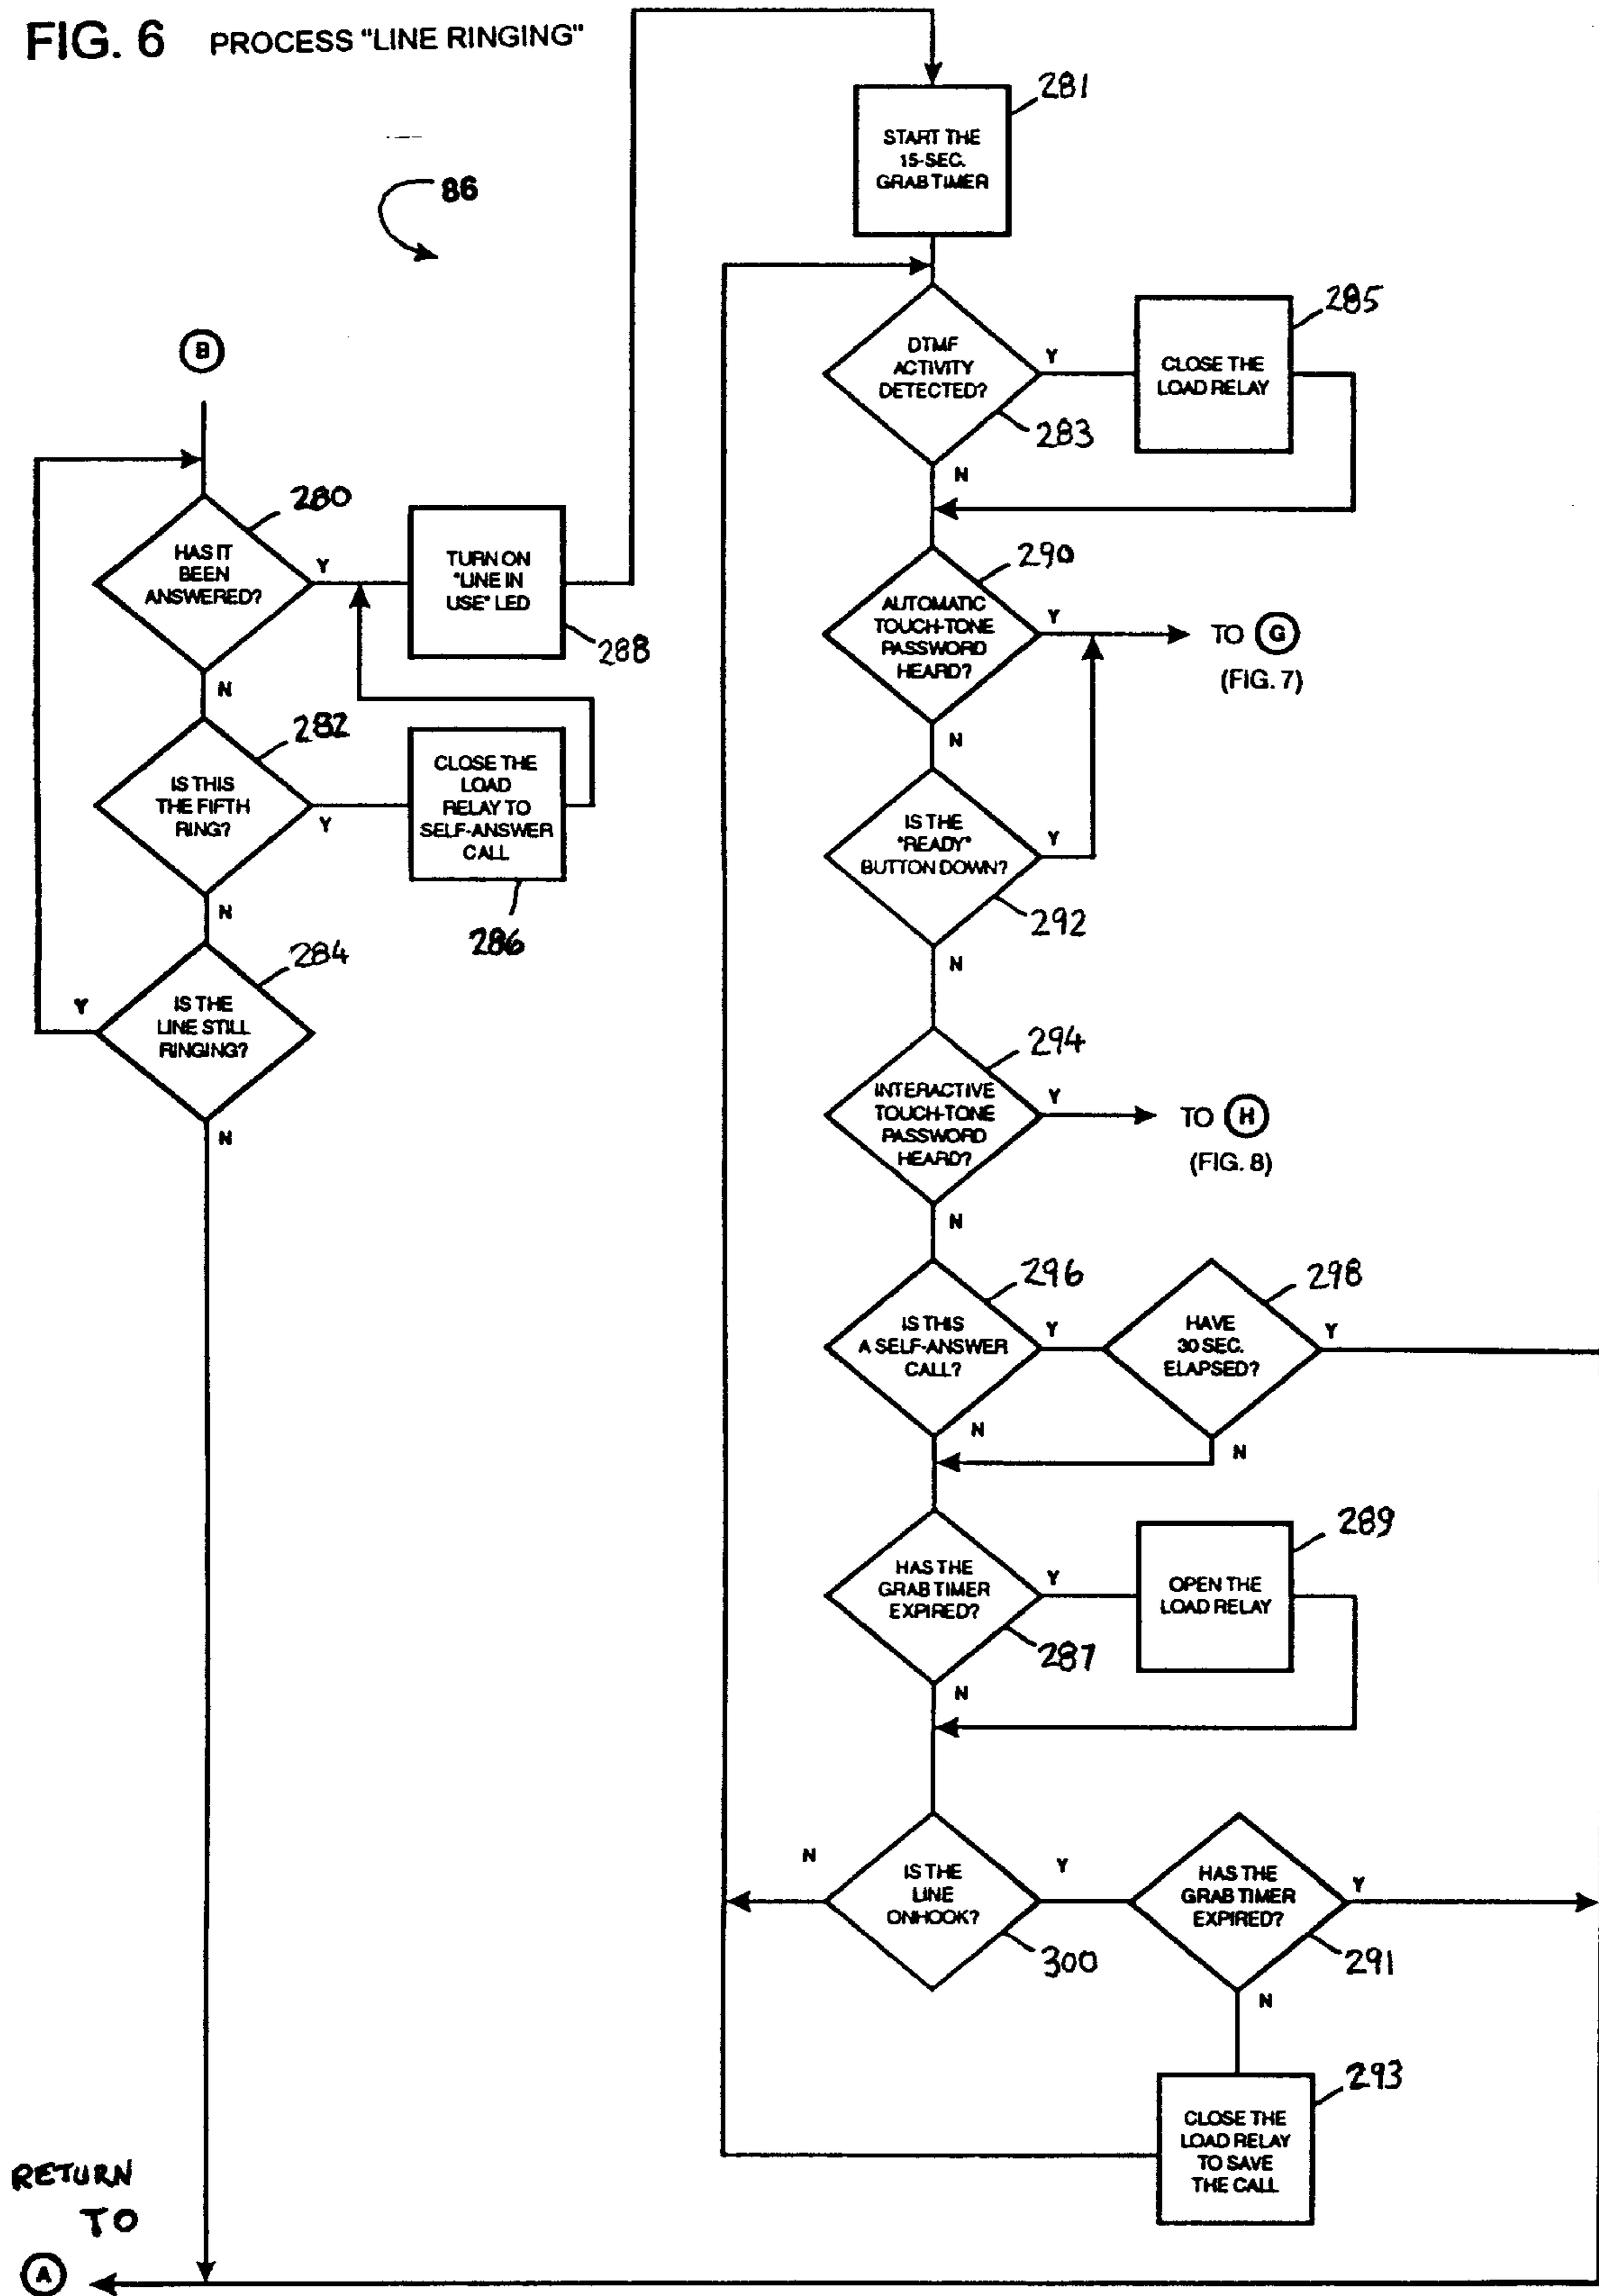 FIG. 6 PROCESS "LINE RINGING"
86
B
280
HAS IT
BEEN
ANSWERED?
Y
N
TURN ON
"LINE IN
USE" LED
288
282
IS THIS
THE FIFTH
RING?
Y
N
CLOSE THE
LOAD
RELAY TO
SELF-ANSWER
CALL
286
284
IS THE
LINE STILL
RINGING?
Y
N
RETURN
TO
A
281
START THE
15-SEC.
GRAB TIMER
DTMF
ACTIVITY
DETECTED?
Y
283
N
285
CLOSE THE
LOAD RELAY
290
AUTOMATIC
TOUCH-TONE
PASSWORD
HEARD?
Y
TO G
(FIG. 7)
N
IS THE
"READY"
BUTTON DOWN?
Y
292
N
294
INTERACTIVE
TOUCH-TONE
PASSWORD
HEARD?
Y
TO H
(FIG. 8)
N
296
IS THIS
A SELF-ANSWER
CALL?
Y
N
298
HAVE
30 SEC.
ELAPSED?
Y
N
HAS THE
GRAB TIMER
EXPIRED?
Y
287
N
289
OPEN THE
LOAD RELAY
N
IS THE
LINE
ONHOOK?
Y
300
HAS THE
GRAB TIMER
EXPIRED?
Y
291
N
293
CLOSE THE
LOAD RELAY
TO SAVE
THE CALL